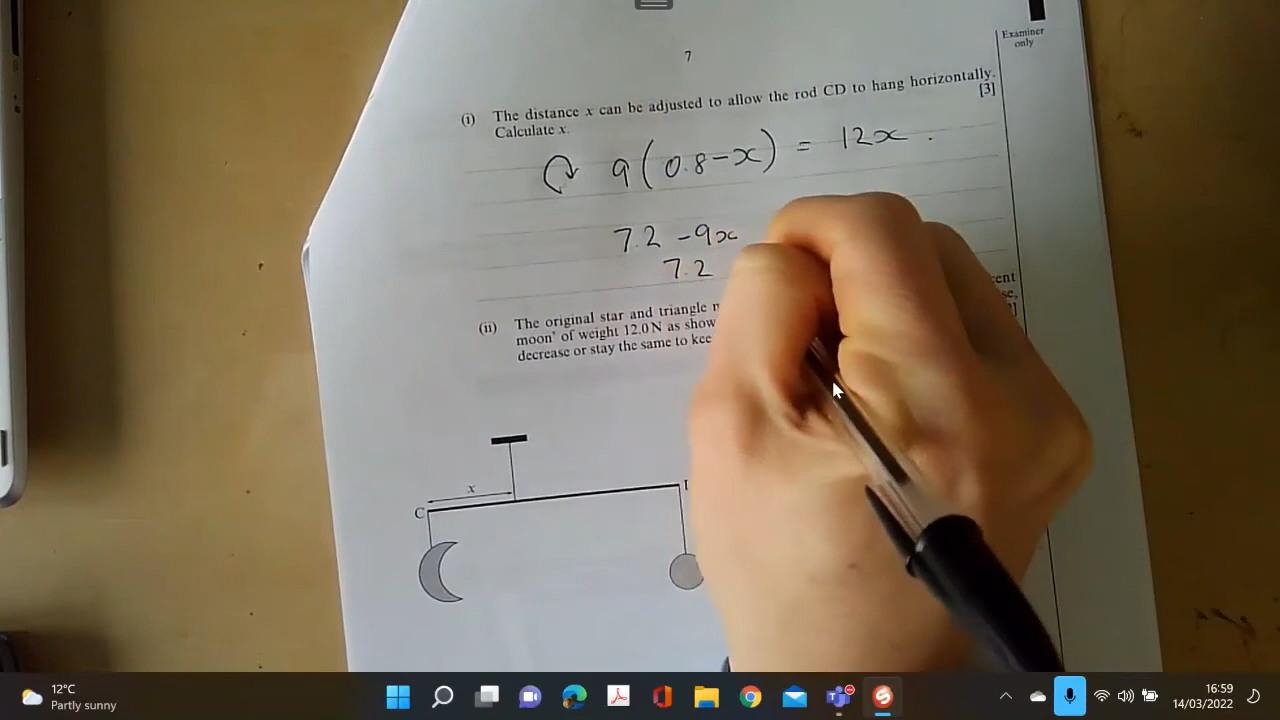 Examiner
only
7
(i) The distance x can be adjusted to allow the rod CD to hang horizontally.
Calculate x. [3]
9(0.8-x) = 12x.
7.2 -9x
7.2
(ii) The original star and triangle
moon' of weight 12.0 N as show
decrease or stay the same to kee
x
C
12°C
Partly sunny
16:59
14/03/2022